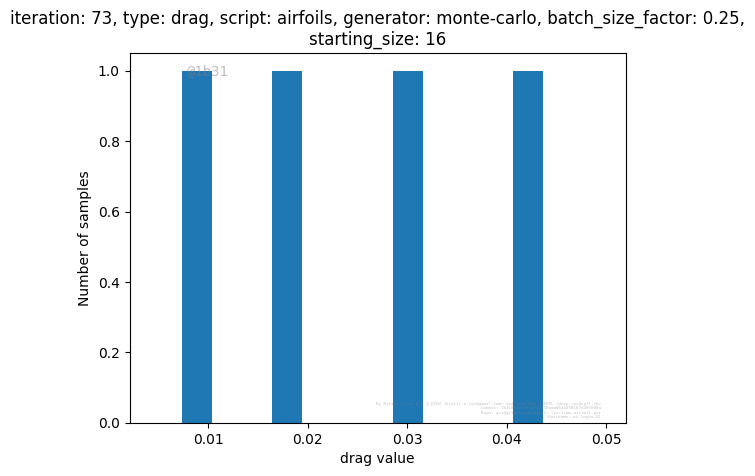 iteration: 73, type: drag, script: airfoils, generator: monte-carlo, batch_size_factor: 0.25,
starting_size: 16
@1b31
1.0
0.8
0.6
0.4
0.2
0.0
Number of samples
0.01
0.02
0.03
0.04
0.05
drag value